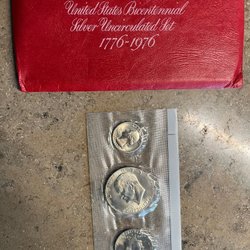 United States Bicentennial
Silver Uncirculated Set
1776-1976